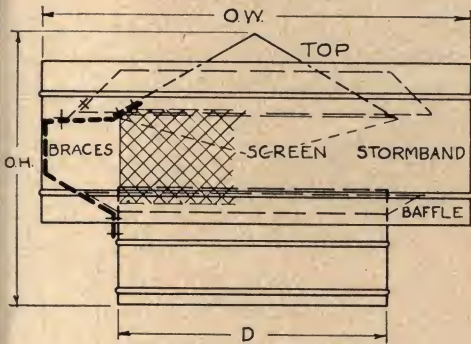 O.W.
TOP
O.H.
BRACES
SCREEN
STORMBAND
BAFFLE
D